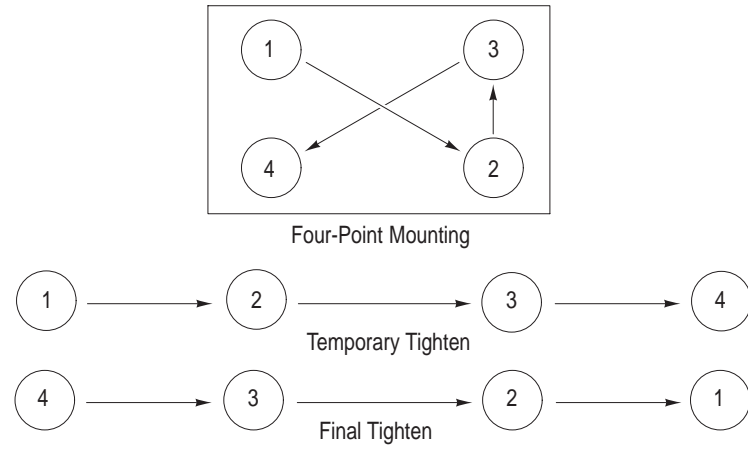 1 3
4 2
Four-Point Mounting
1 2 3 4
Temporary Tighten
4 3 2 1
Final Tighten